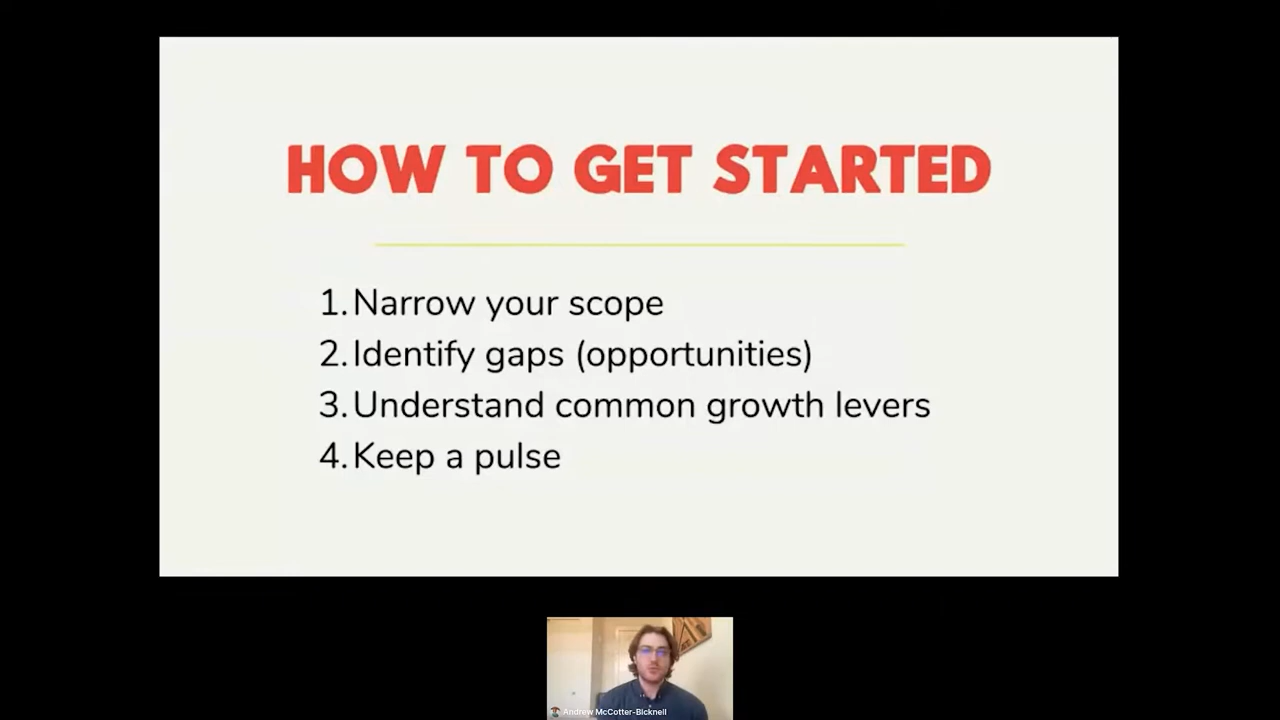 HOW TO GET STARTED
1. Narrow your scope
2. Identify gaps (opportunities)
3. Understand common growth levers
4. Keep a pulse
Andrew McCotter-Bicknell